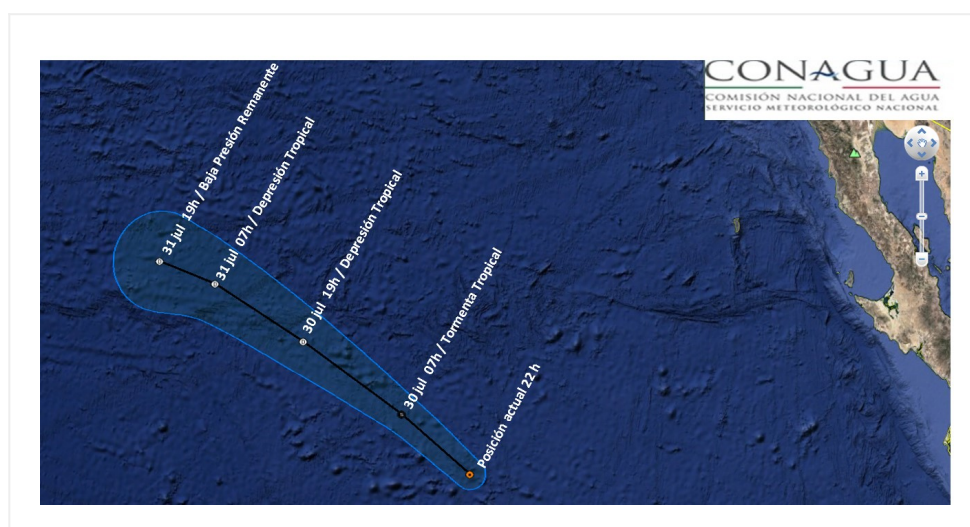 CONAGUA
COMISIÓN NACIONAL DEL AGUA
SERVICIO METEOROLÓGICO NACIONAL
31 jul 19h / Baja Presión Remanente
31 jul 07h / Depresión Tropical
30 jul 19h / Depresión Tropical
30 jul 07h / Tormenta Tropical
Posición actual 22 h